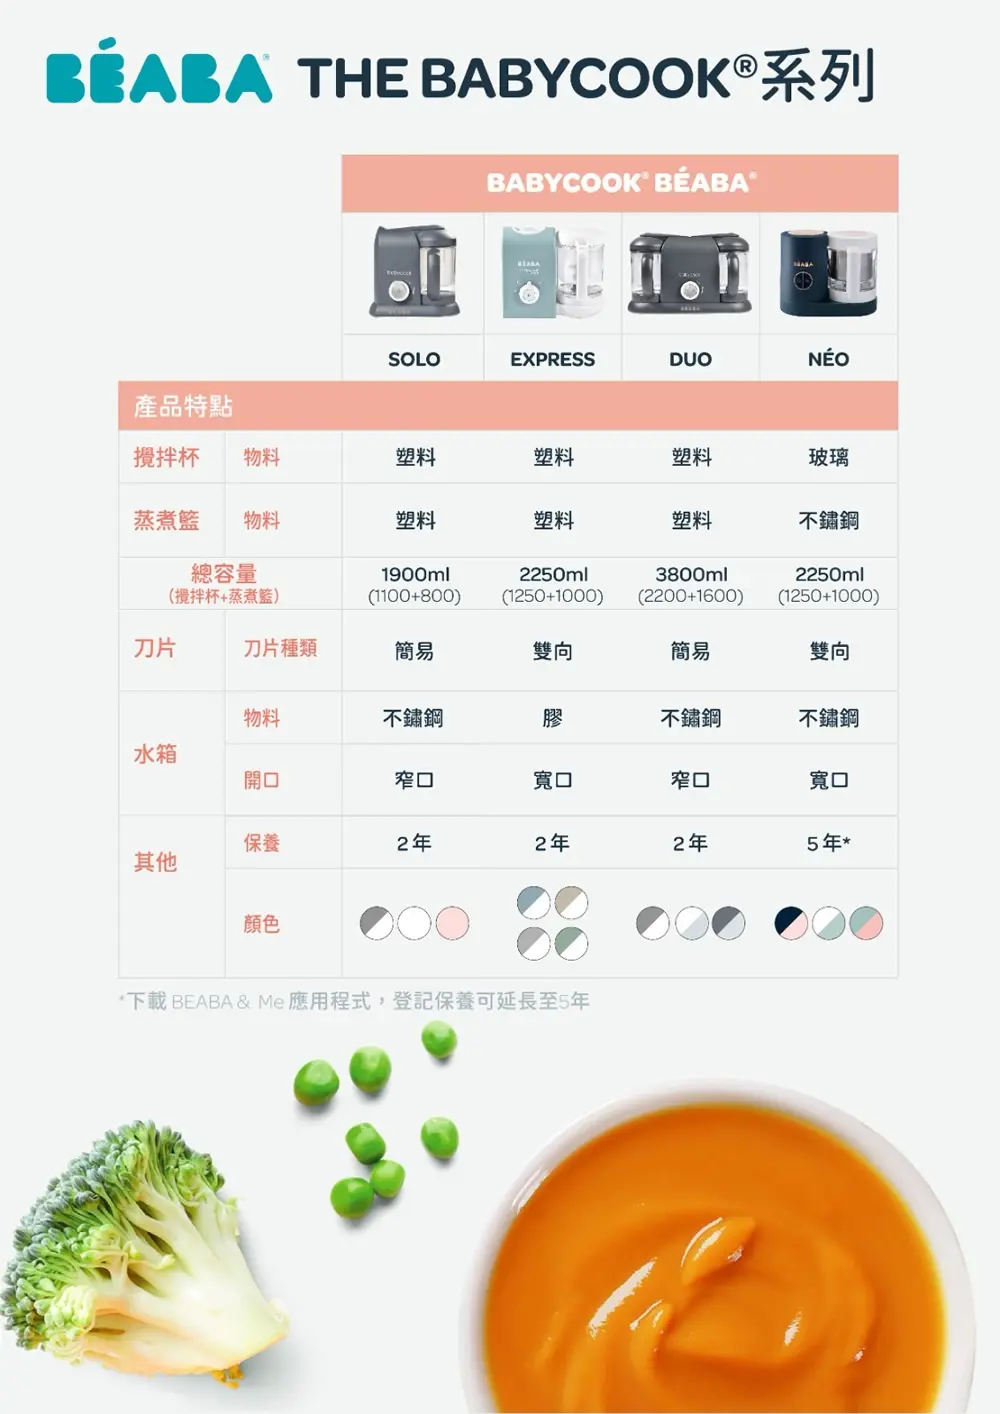 BÉABA® THE BABYCOOK®系列
BABYCOOK® BÉABA®
SOLO EXPRESS DUO NÉO
產品特點
攪拌杯 物料 塑料 塑料 塑料 玻璃
蒸煮籃 物料 塑料 塑料 塑料 不鏽鋼
總容量 1900ml 2250ml 3800ml 2250ml
(攪拌杯+蒸煮籃) (1100+800) (1250+1000) (2200+1600) (1250+1000)
刀片 刀片種類 簡易 雙向 簡易 雙向
水箱 物料 不鏽鋼 膠 不鏽鋼 不鏽鋼
開口 窄口 寬口 窄口 寬口
其他 保養 2年 2年 2年 5年*
顏色
*下載 BEABA & Me 應用程式，登記保養可延長至5年